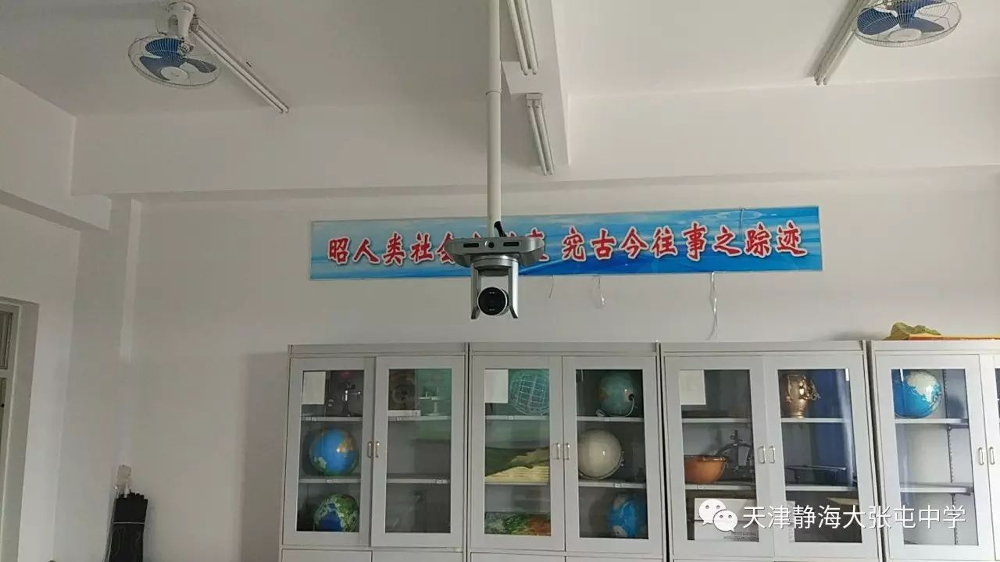 昭人类社会 究古今往事之踪迹
天津静海大张屯中学